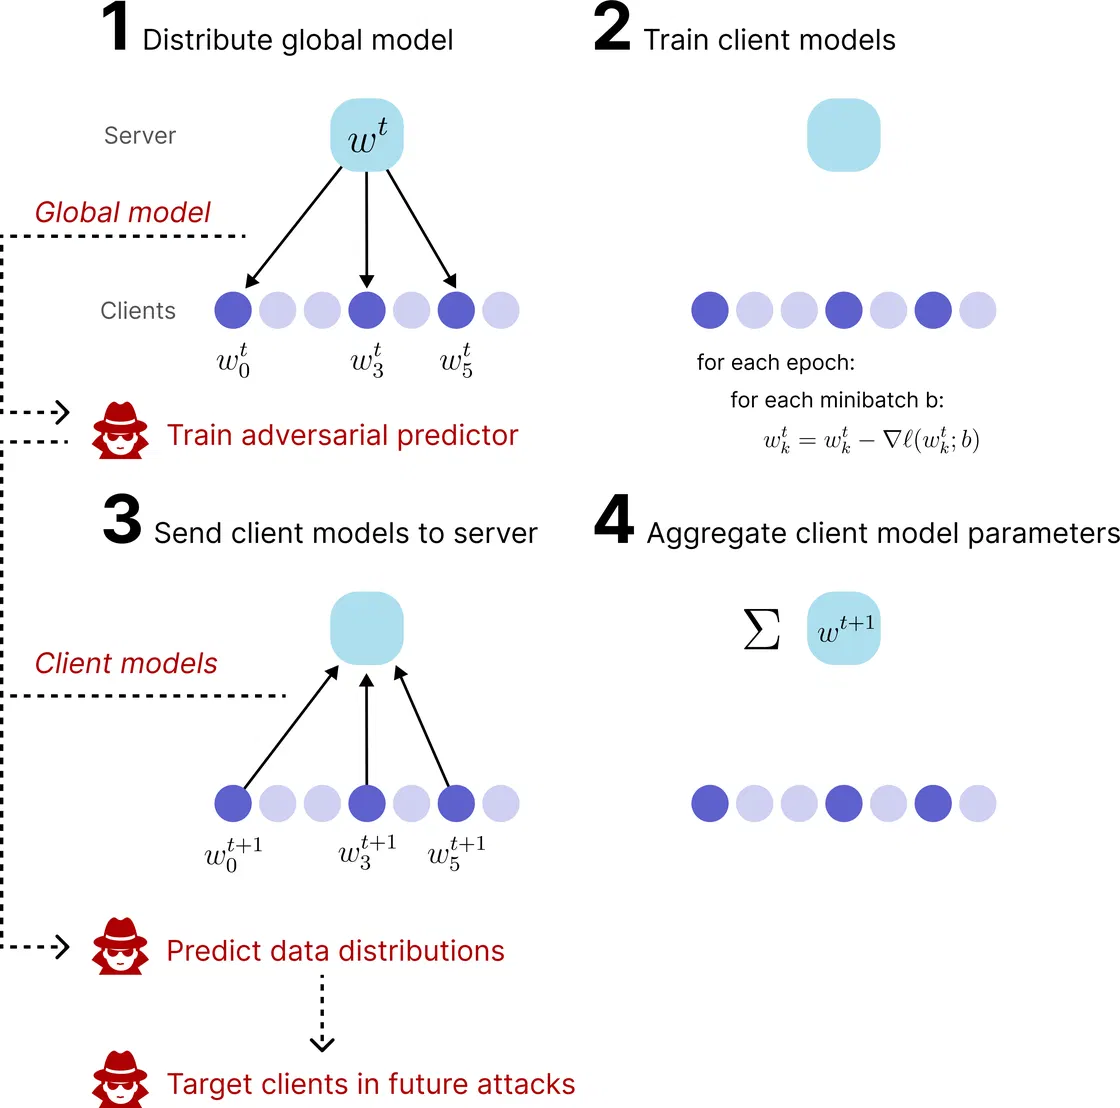 1 Distribute global model
Server
w^t
Global model
Clients
w_0^t
w_3^t
w_5^t
Train adversarial predictor
2 Train client models
for each epoch:
for each minibatch b:
w_k^t = w_k^t − ∇ℓ(w_k^t; b)
3 Send client models to server
Client models
w_0^{t+1}
w_3^{t+1}
w_5^{t+1}
4 Aggregate client model parameters
∑ w^{t+1}
Predict data distributions
Target clients in future attacks